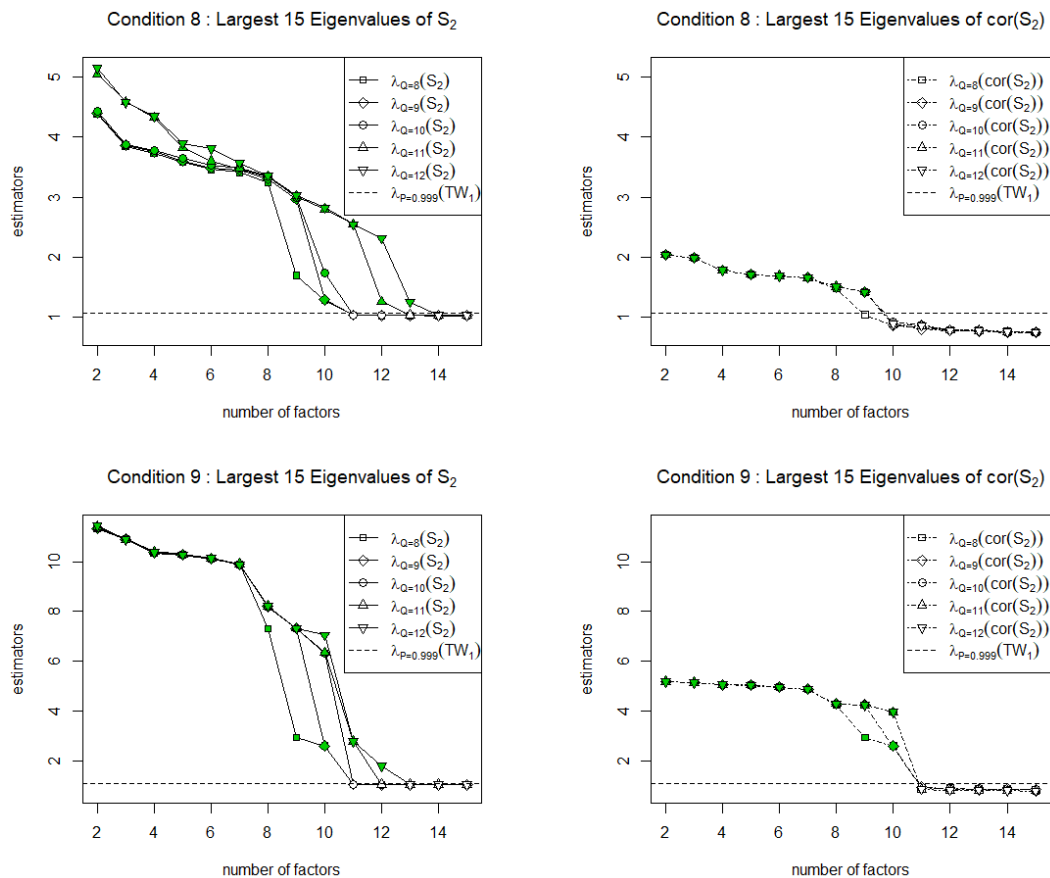 Condition 8 : Largest 15 Eigenvalues of S₂
estimators
5
4
3
2
1
2 4 6 8 10 12 14
number of factors
λQ=8(S₂)
λQ=9(S₂)
λQ=10(S₂)
λQ=11(S₂)
λQ=12(S₂)
λP=0.999(TW₁)
Condition 8 : Largest 15 Eigenvalues of cor(S₂)
estimators
5
4
3
2
1
2 4 6 8 10 12 14
number of factors
λQ=8(cor(S₂))
λQ=9(cor(S₂))
λQ=10(cor(S₂))
λQ=11(cor(S₂))
λQ=12(cor(S₂))
λP=0.999(TW₁)
Condition 9 : Largest 15 Eigenvalues of S₂
estimators
10
8
6
4
2
2 4 6 8 10 12 14
number of factors
λQ=8(S₂)
λQ=9(S₂)
λQ=10(S₂)
λQ=11(S₂)
λQ=12(S₂)
λP=0.999(TW₁)
Condition 9 : Largest 15 Eigenvalues of cor(S₂)
estimators
10
8
6
4
2
2 4 6 8 10 12 14
number of factors
λQ=8(cor(S₂))
λQ=9(cor(S₂))
λQ=10(cor(S₂))
λQ=11(cor(S₂))
λQ=12(cor(S₂))
λP=0.999(TW₁)